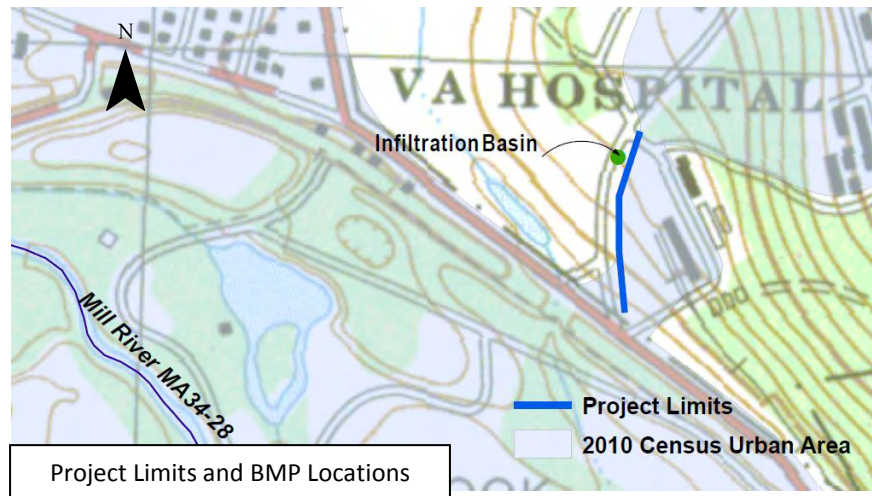 N
VA HOSPITAL
Infiltration Basin
Mill River MA34-28
Project Limits
2010 Census Urban Area
Project Limits and BMP Locations